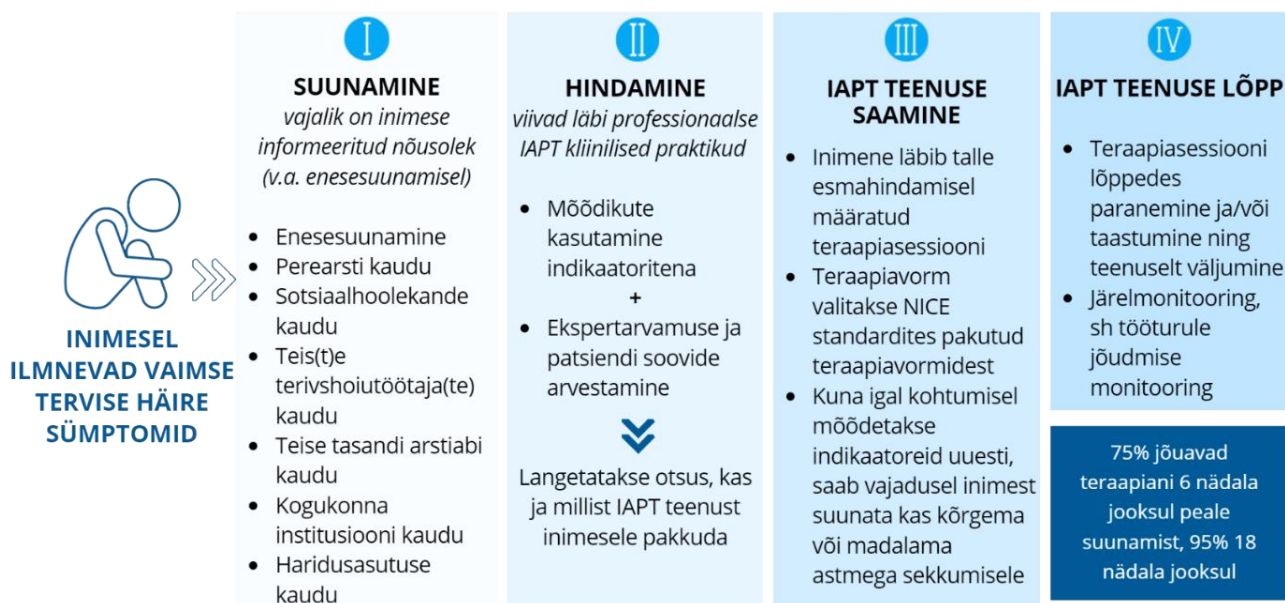 INIMESEL
ILMNEVAD VAIMSE
TERVISE HÄIRE
SÜMPTOMID
I
SUUNAMINE
vajalik on inimese
informeeritud nõusolek
(v.a. enesesuunamisel)
• Enesesuunamine
• Perearsti kaudu
• Sotsiaalhoolekande
kaudu
• Teis(t)e
terivshoiutöötaja(te)
kaudu
• Teise tasandi arstiabi
kaudu
• Kogukonna
institusiooni kaudu
• Haridusasutuse
kaudu
II
HINDAMINE
viivad läbi professionaalse
IAPT kliinilised praktikud
• Mõõdikute
kasutamine
indikaatoritena
+
• Ekspertarvamuse ja
patsiendi soovide
arvestamine
Langetatakse otsus, kas
ja millist IAPT teenust
inimesele pakkuda
III
IAPT TEENUSE
SAAMINE
• Inimene läbib talle
esmahindamisel
määratud
teraapiasessiooni
• Teraapiavorm
valitakse NICE
standardites pakutud
teraapiavormidest
• Kuna igal kohtumisel
mõõdetakse
indikaatoreid uuesti,
saab vajadusel inimest
suunata kas kõrgema
või madalama
astmega sekkumisele
IV
IAPT TEENUSE LÕPP
• Teraapiasessiooni
lõppedes
paranemine ja/või
taastumine ning
teenuselt väljumine
• Järelmonitooring,
sh tööturule
jõudmise
monitooring
75% jõuavad
teraapiani 6 nädala
jooksul peale
suunamist, 95% 18
nädala jooksul